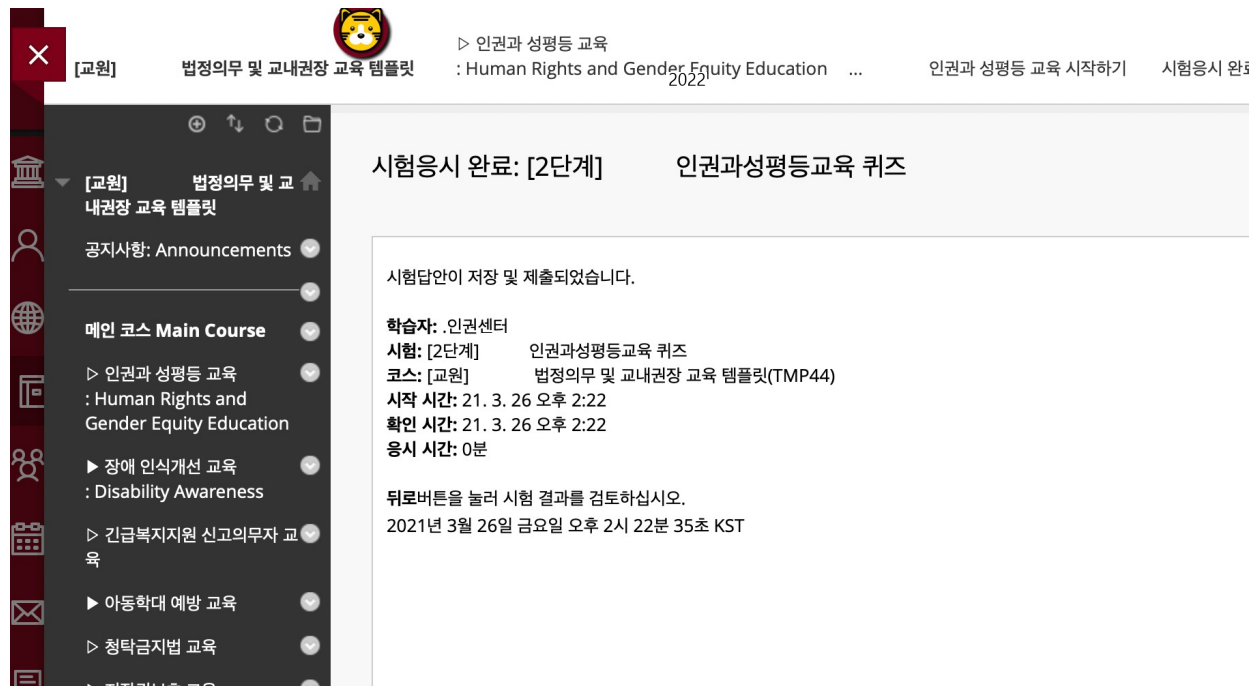 ▷ 인권과 성평등 교육
[교원] 법정의무 및 교내권장 교육 템플릿 : Human Rights and Gender Equity Education ... 인권과 성평등 교육 시작하기 시험응시 완료
2022
[교원] 법정의무 및 교
내권장 교육 템플릿
공지사항: Announcements
메인 코스 Main Course
▷ 인권과 성평등 교육
: Human Rights and
Gender Equity Education
▶ 장애 인식개선 교육
: Disability Awareness
▷ 긴급복지지원 신고의무자 교
육
▶ 아동학대 예방 교육
▷ 청탁금지법 교육
시험응시 완료: [2단계] 인권과성평등교육 퀴즈
시험답안이 저장 및 제출되었습니다.
학습자: .인권센터
시험: [2단계] 인권과성평등교육 퀴즈
코스: [교원] 법정의무 및 교내권장 교육 템플릿(TMP44)
시작 시간: 21. 3. 26 오후 2:22
확인 시간: 21. 3. 26 오후 2:22
응시 시간: 0분
뒤로버튼을 눌러 시험 결과를 검토하십시오.
2021년 3월 26일 금요일 오후 2시 22분 35초 KST